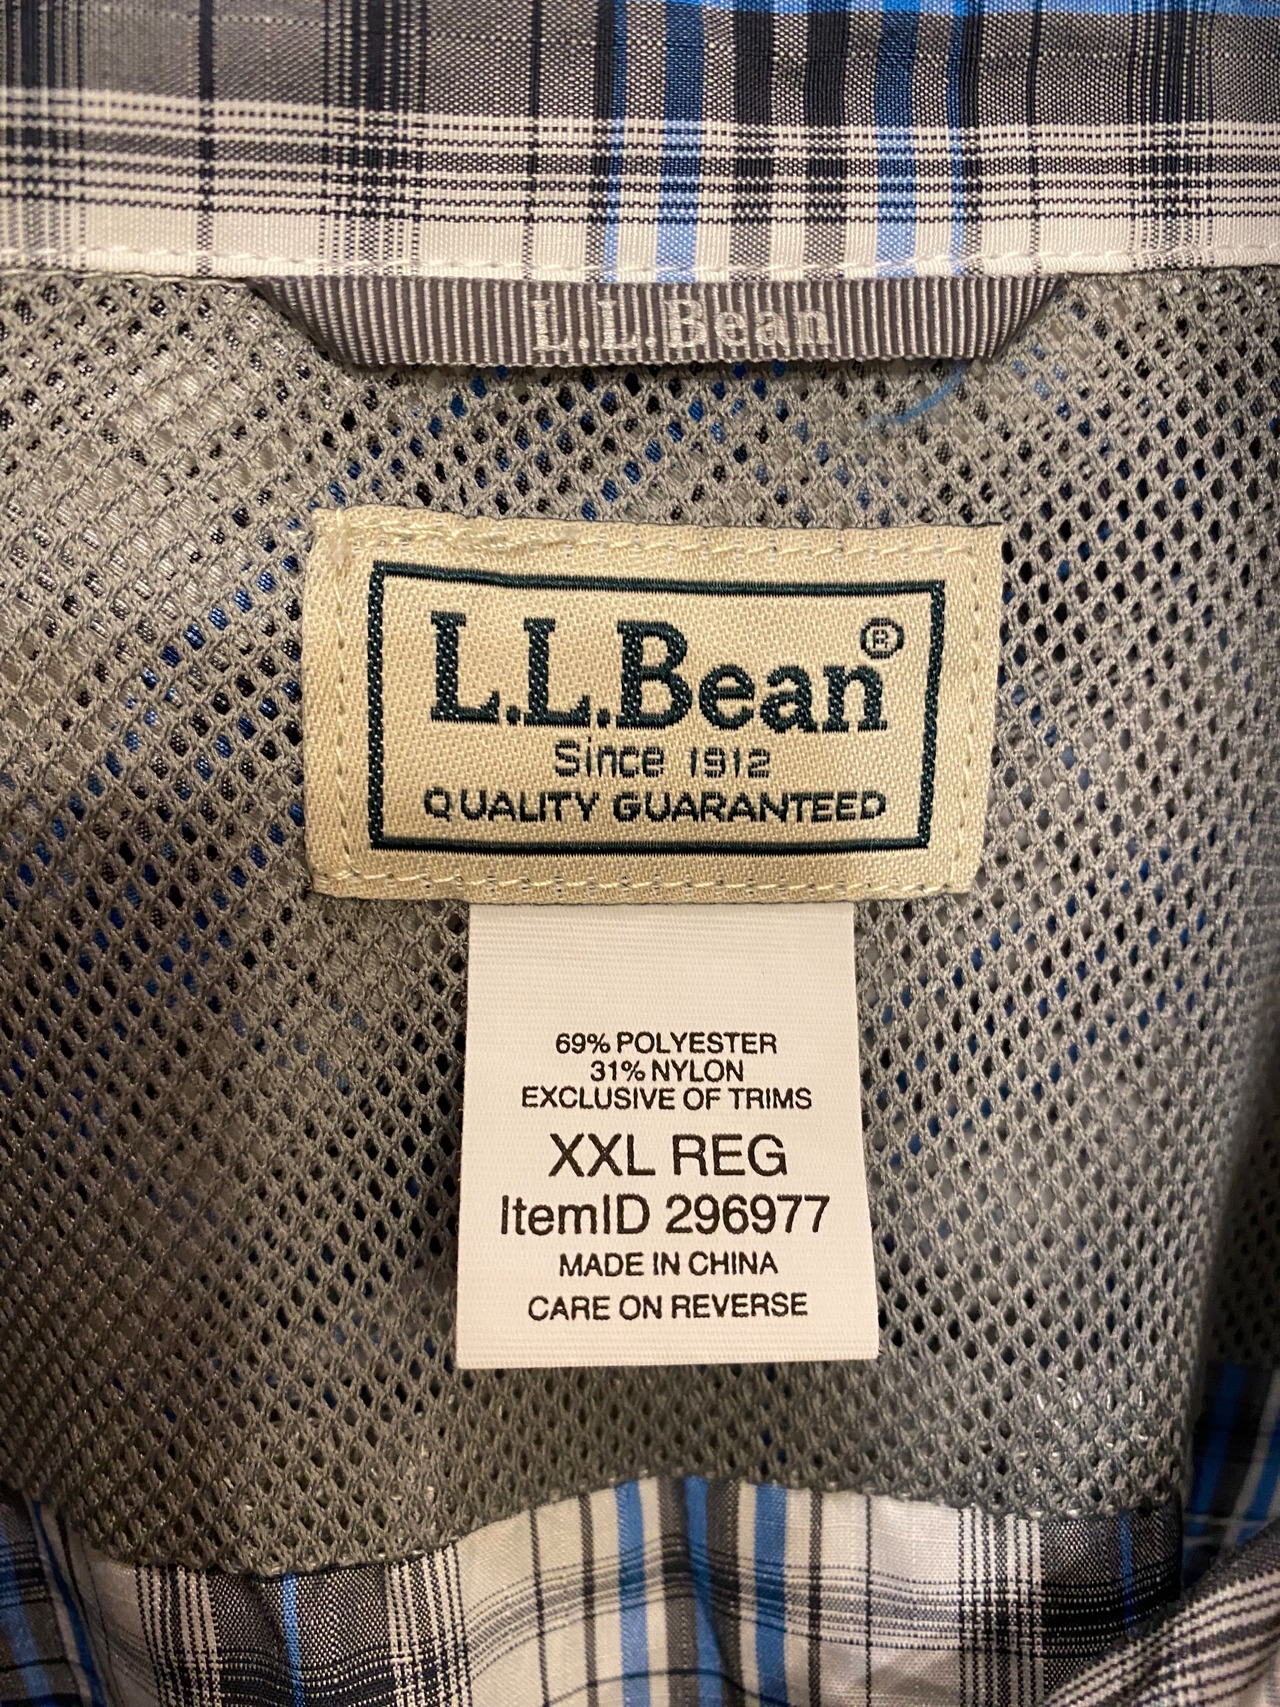 L.L.Bean
L.L.Bean®
Since 1912
QUALITY GUARANTEED
69% POLYESTER
31% NYLON
EXCLUSIVE OF TRIMS
XXL REG
ItemID 296977
MADE IN CHINA
CARE ON REVERSE